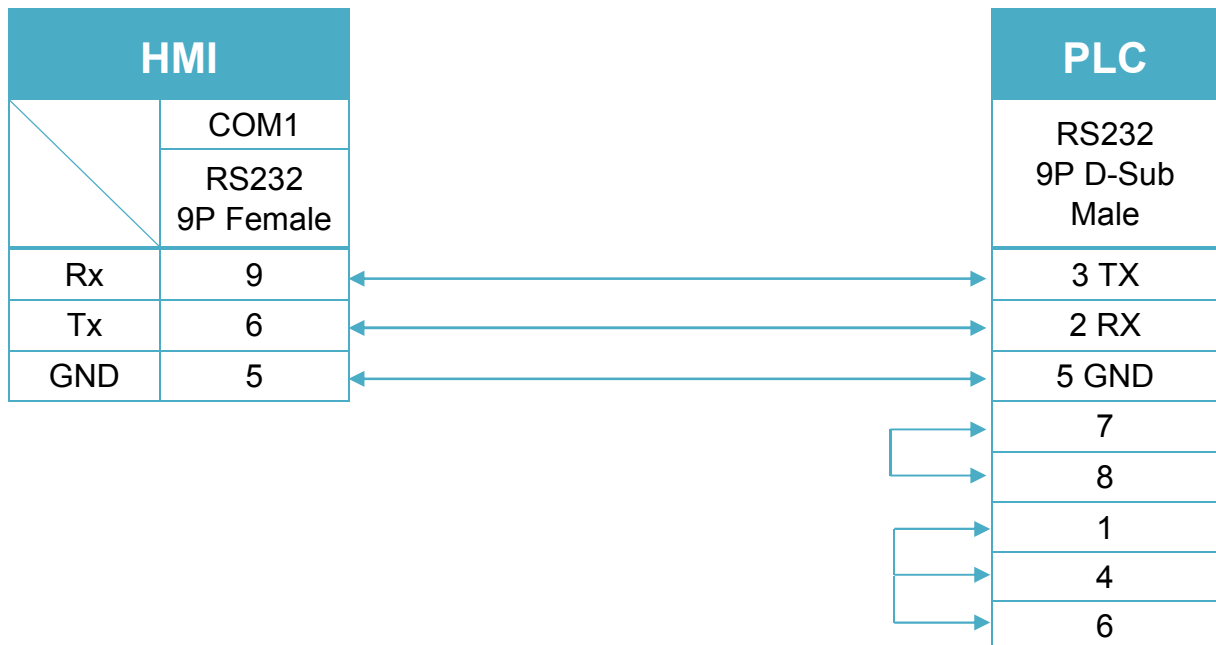 HMI
PLC
COM1
RS232
9P Female
RS232
9P D-Sub
Male
Rx 9 3 TX
Tx 6 2 RX
GND 5 5 GND
7
8
1
4
6